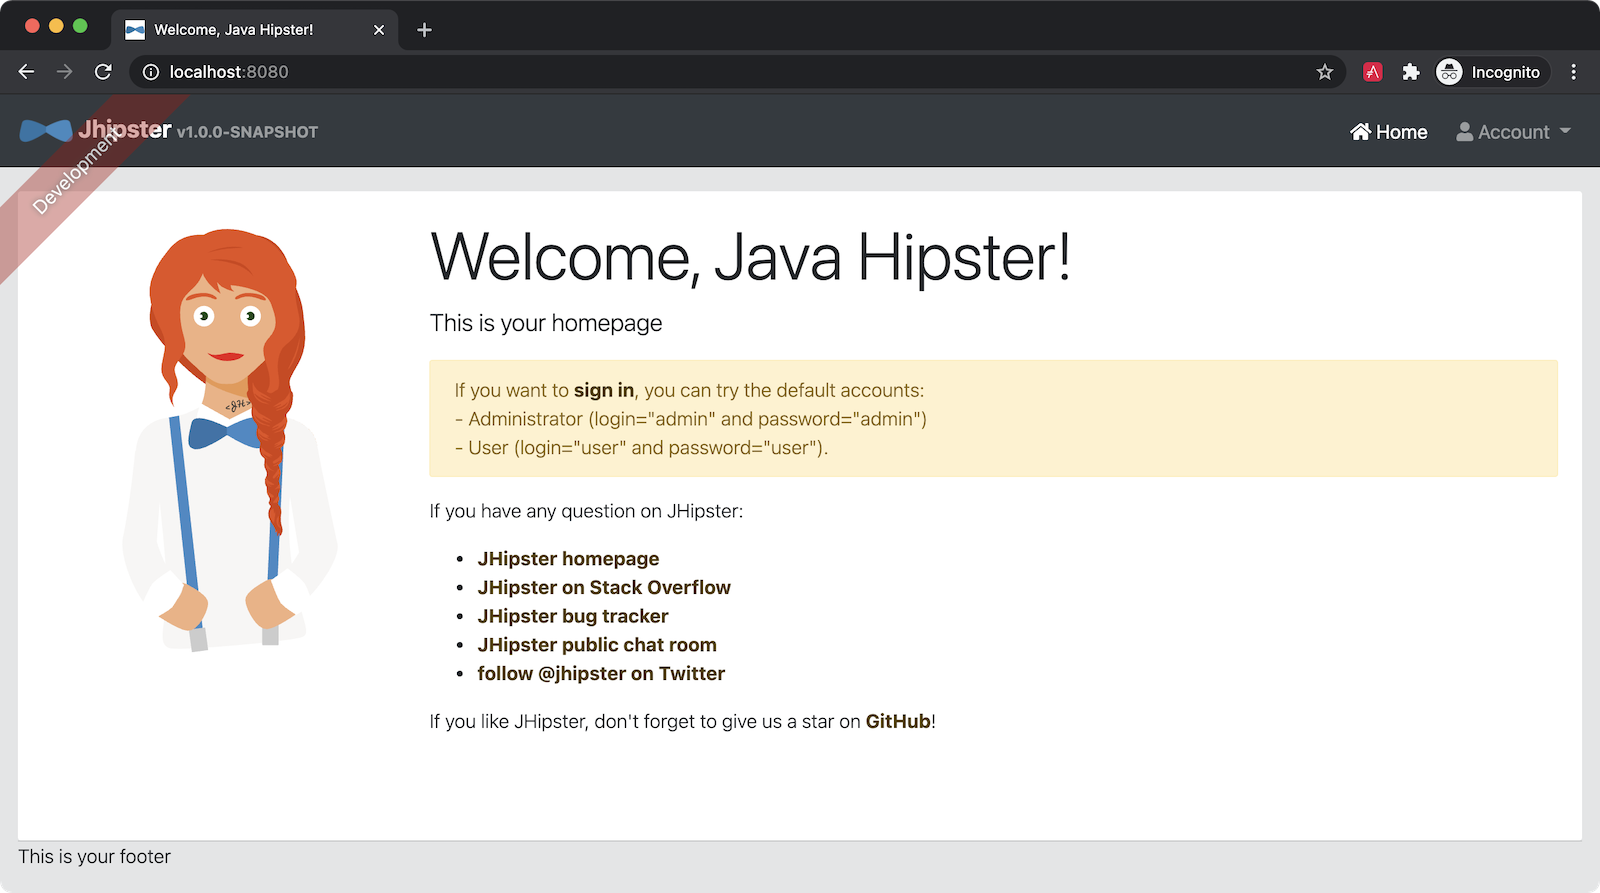 Welcome, Java Hipster!
localhost:8080
Incognito
Jhipster v1.0.0-SNAPSHOT
Home
Account
Development
Welcome, Java Hipster!
This is your homepage
If you want to sign in, you can try the default accounts:
- Administrator (login="admin" and password="admin")
- User (login="user" and password="user").
If you have any question on JHipster:
• JHipster homepage
• JHipster on Stack Overflow
• JHipster bug tracker
• JHipster public chat room
• follow @jhipster on Twitter
If you like JHipster, don't forget to give us a star on GitHub!
<JH>
This is your footer